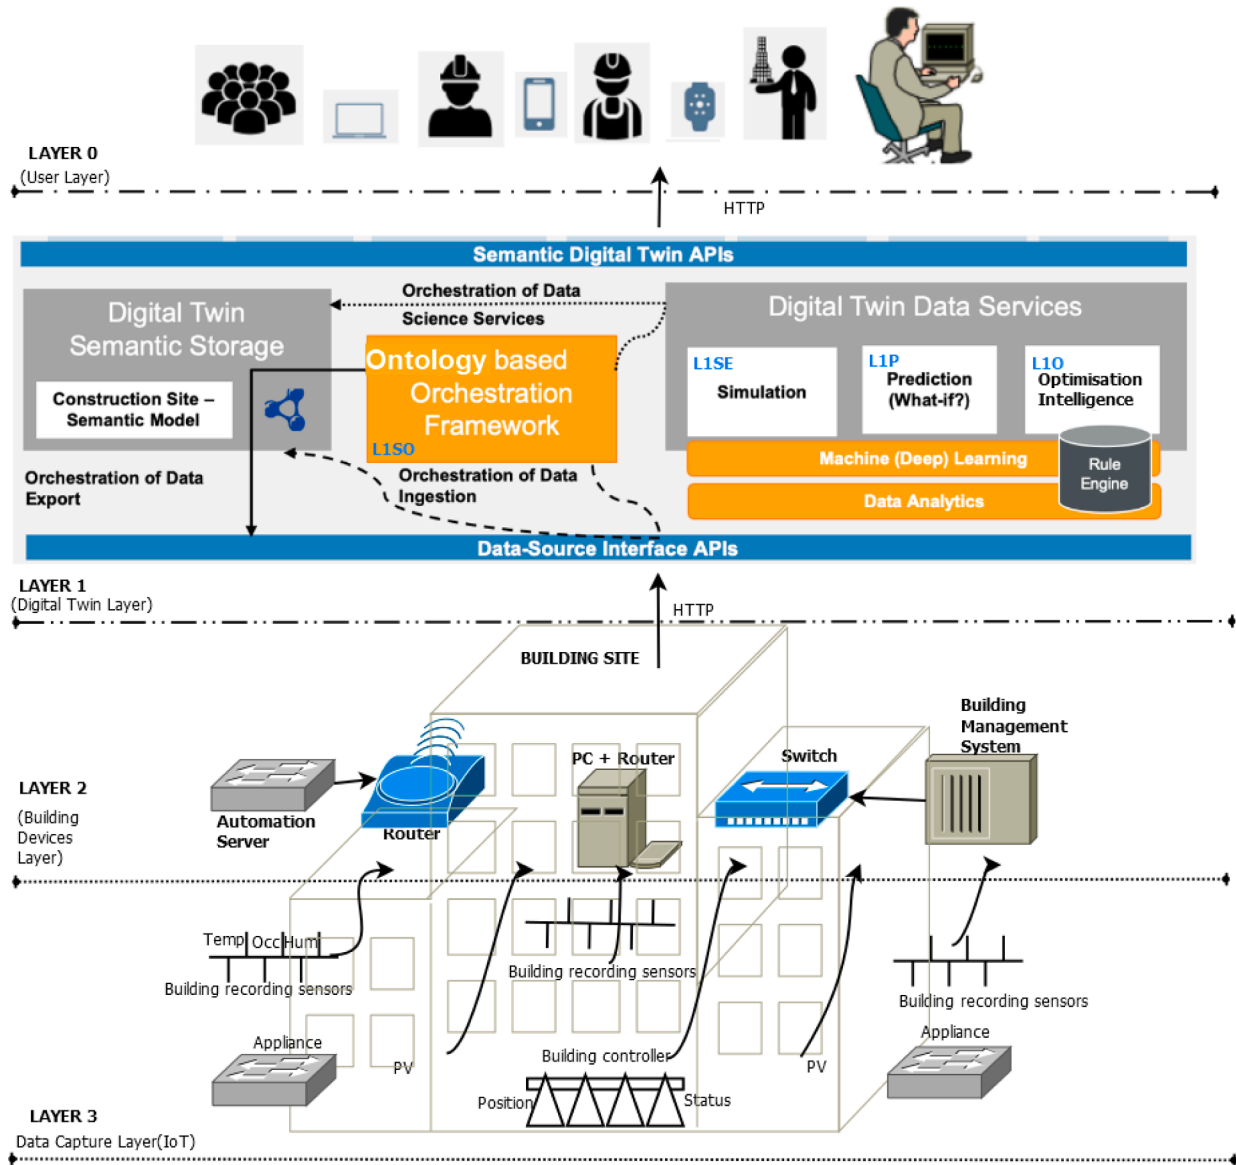 LAYER 0
(User Layer)
HTTP
Semantic Digital Twin APIs
Digital Twin
Semantic Storage
Construction Site –
Semantic Model
Orchestration of Data
Science Services
Ontology based
Orchestration
Framework
L1SO
Digital Twin Data Services
L1SE
Simulation
L1P
Prediction
(What-if?)
L1O
Optimisation
Intelligence
Machine (Deep) Learning
Data Analytics
Rule
Engine
Orchestration of Data
Export
Orchestration of Data
Ingestion
Data-Source Interface APIs
LAYER 1
(Digital Twin Layer)
HTTP
BUILDING SITE
Building
Management
System
PC + Router
Switch
LAYER 2
(Building
Devices
Layer)
Automation
Server
Router
Temp
Occ
Hum
Building recording sensors
Building recording sensors
Building recording sensors
Appliance
PV
Building controller
Position
Status
PV
Appliance
LAYER 3
Data Capture Layer(IoT)